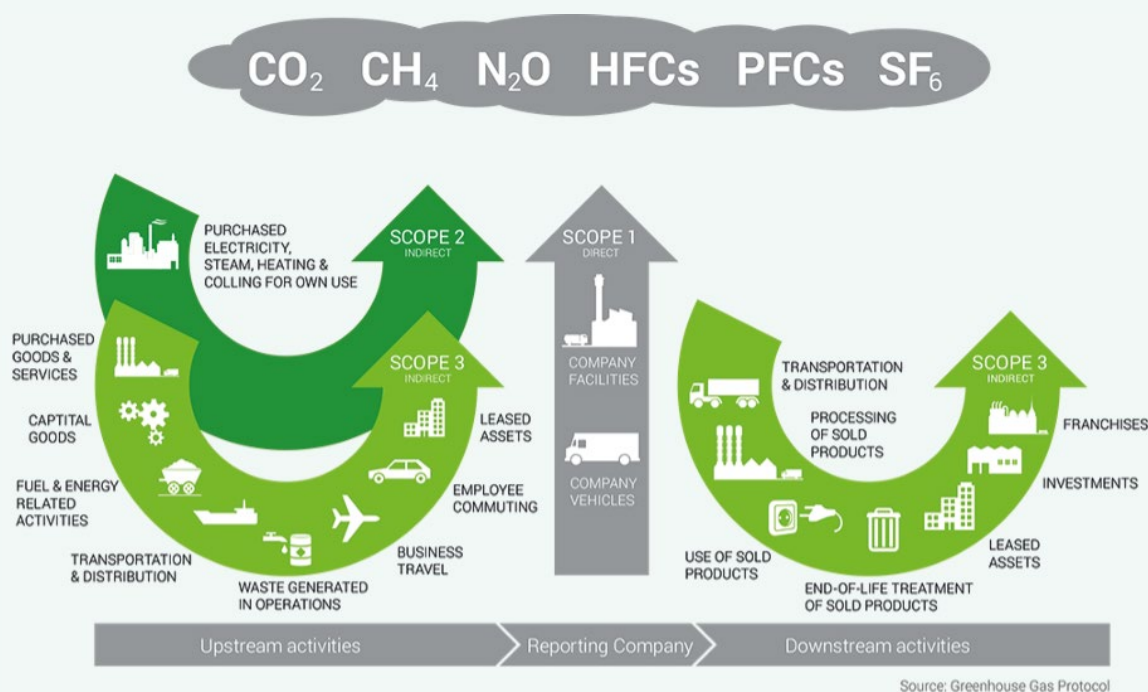 CO₂ CH₄ N₂O HFCs PFCs SF₆
PURCHASED
ELECTRICITY,
STEAM, HEATING &
COLLING FOR OWN USE
SCOPE 2
INDIRECT
SCOPE 1
DIRECT
COMPANY
FACILITIES
COMPANY
VEHICLES
PURCHASED
GOODS &
SERVICES
CAPTITAL
GOODS
FUEL & ENERGY
RELATED
ACTIVITIES
TRANSPORTATION
& DISTRIBUTION
WASTE GENERATED
IN OPERATIONS
BUSINESS
TRAVEL
EMPLOYEE
COMMUTING
LEASED
ASSETS
SCOPE 3
INDIRECT
TRANSPORTATION
& DISTRIBUTION
PROCESSING
OF SOLD
PRODUCTS
USE OF SOLD
PRODUCTS
END-OF-LIFE TREATMENT
OF SOLD PRODUCTS
LEASED
ASSETS
INVESTMENTS
FRANCHISES
SCOPE 3
INDIRECT
Upstream activities
Reporting Company
Downstream activities
Source: Greenhouse Gas Protocol